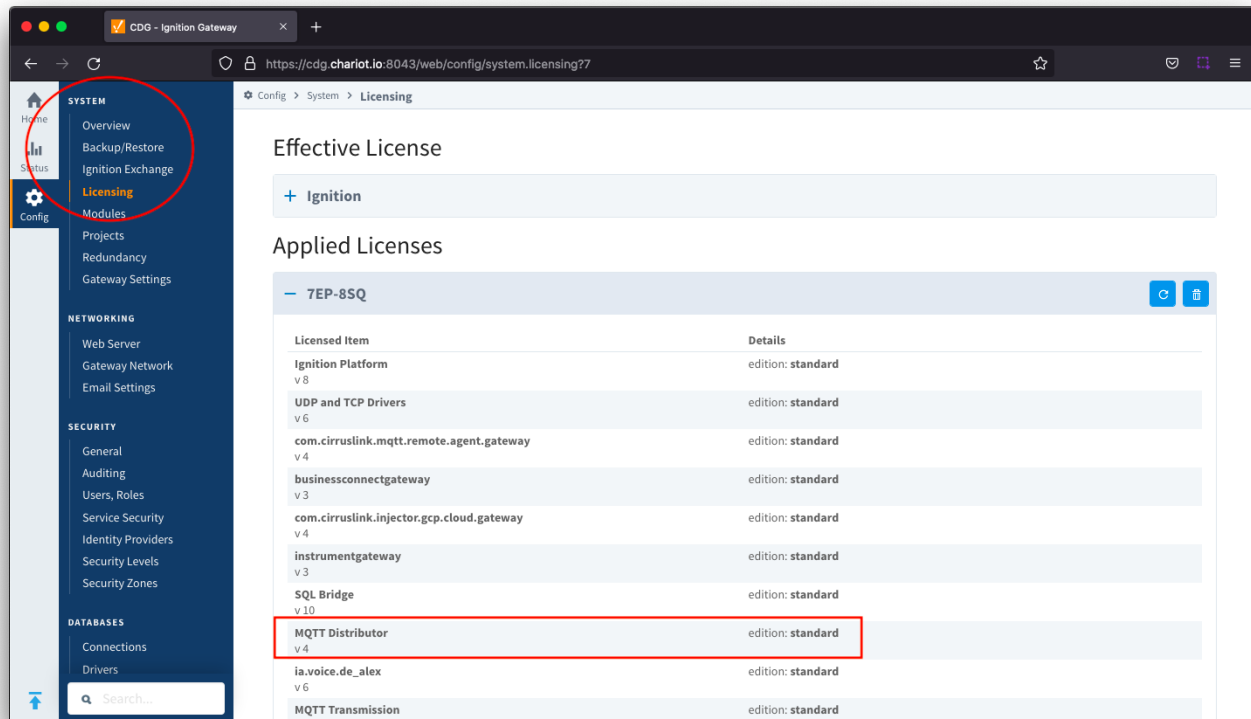 CDG - Ignition Gateway
https://cdg.chariot.io:8043/web/config/system.licensing?7
Home
Status
Config
SYSTEM
Overview
Backup/Restore
Ignition Exchange
Licensing
Modules
Projects
Redundancy
Gateway Settings
NETWORKING
Web Server
Gateway Network
Email Settings
SECURITY
General
Auditing
Users, Roles
Service Security
Identity Providers
Security Levels
Security Zones
DATABASES
Connections
Drivers
Search...
Config > System > Licensing
Effective License
+ Ignition
Applied Licenses
− 7EP-8SQ
Licensed Item Details
Ignition Platform edition: standard
v 8
UDP and TCP Drivers edition: standard
v 6
com.cirruslink.mqtt.remote.agent.gateway edition: standard
v 4
businessconnectgateway edition: standard
v 3
com.cirruslink.injector.gcp.cloud.gateway edition: standard
v 4
instrumentgateway edition: standard
v 3
SQL Bridge edition: standard
v 10
MQTT Distributor edition: standard
v 4
ia.voice.de_alex edition: standard
v 6
MQTT Transmission edition: standard